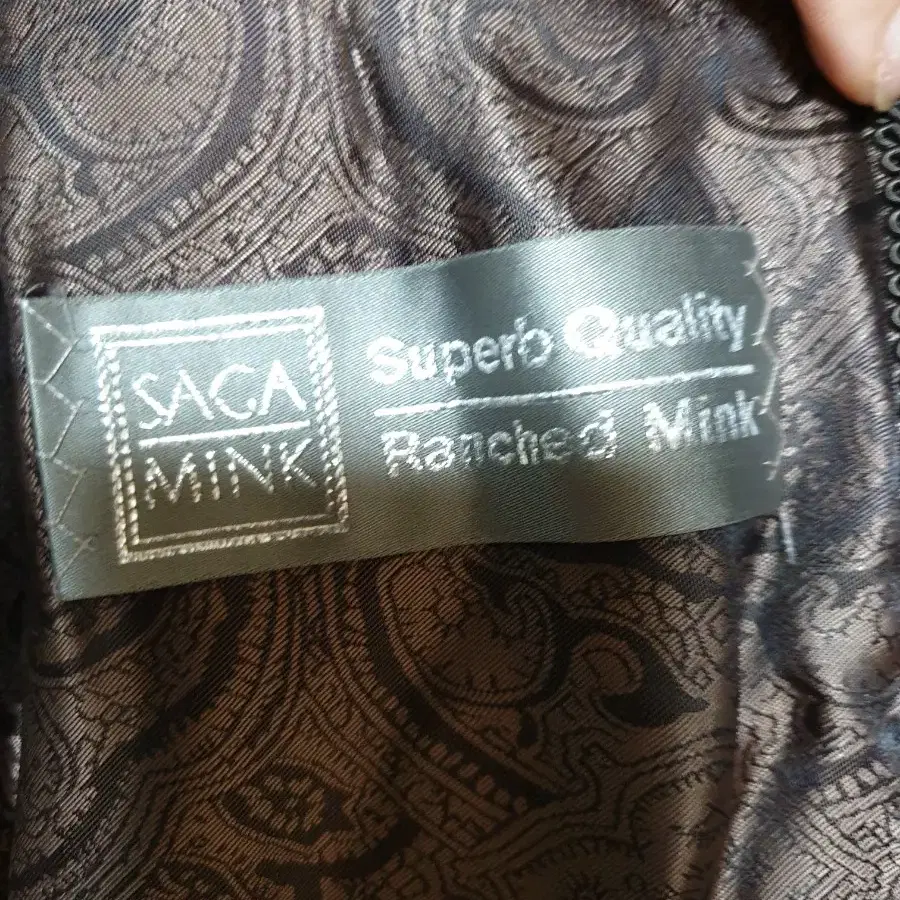 SAGA
MINK
Superb Quality
Ranched Mink